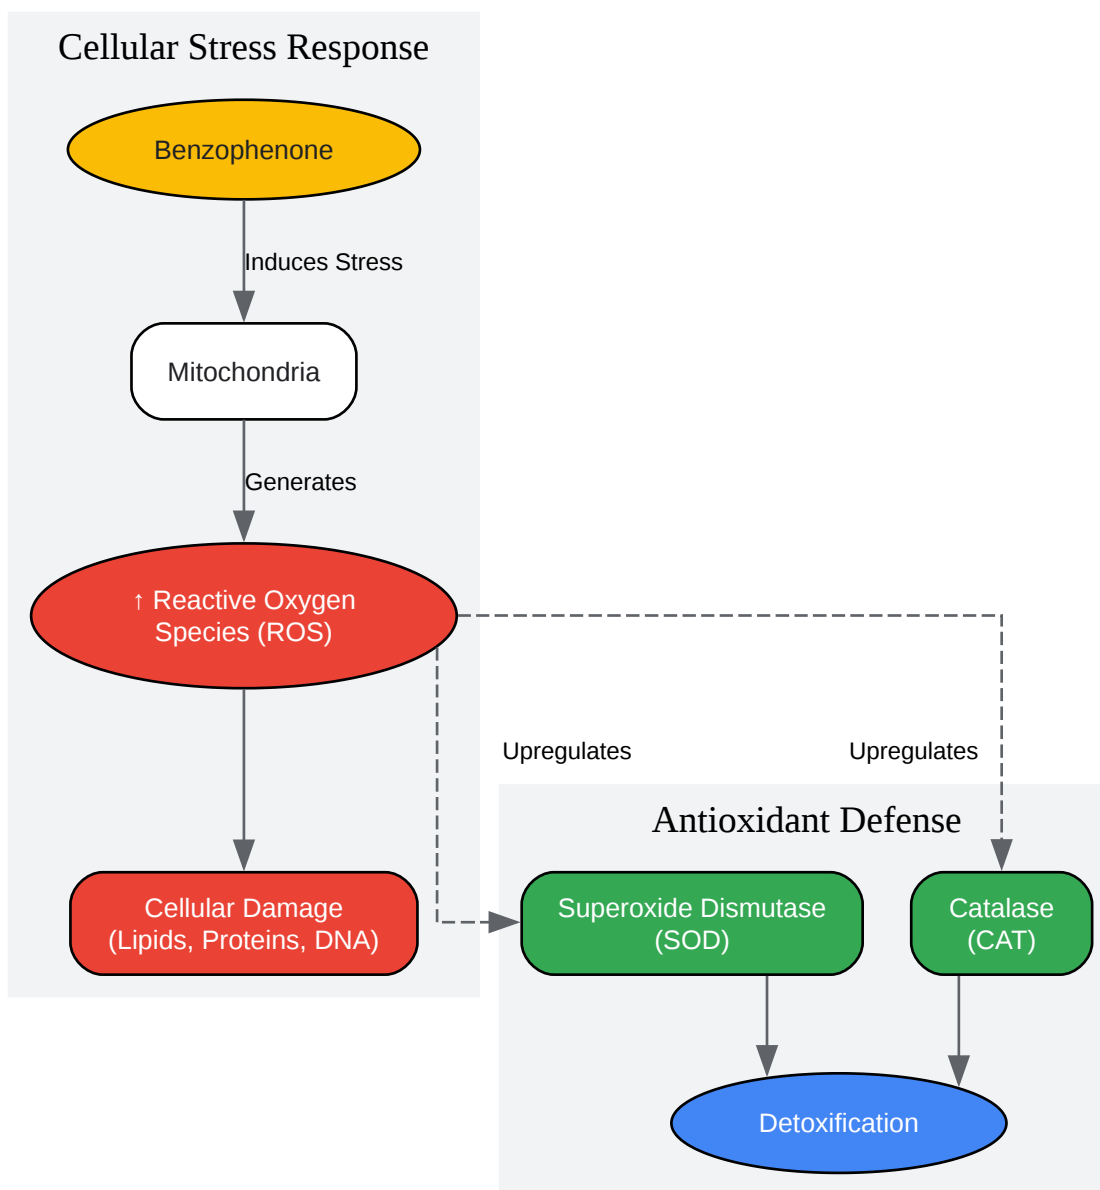 Cellular Stress Response
Benzophenone
Induces Stress
Mitochondria
Generates
↑ Reactive Oxygen
Species (ROS)
Upregulates
Upregulates
Antioxidant Defense
Cellular Damage
(Lipids, Proteins, DNA)
Superoxide Dismutase
(SOD)
Catalase
(CAT)
Detoxification